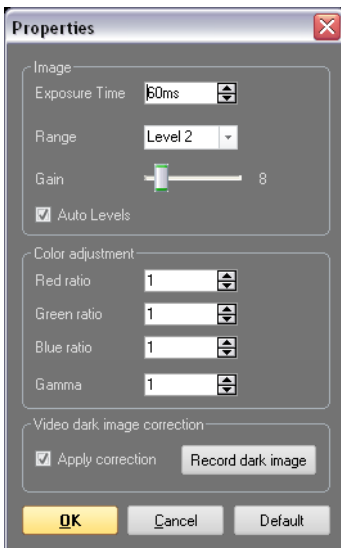 Properties
Image
Exposure Time 60ms
Range Level 2
Gain 8
Auto Levels
Color adjustment
Red ratio 1
Green ratio 1
Blue ratio 1
Gamma 1
Video dark image correction
Apply correction Record dark image
OK Cancel Default